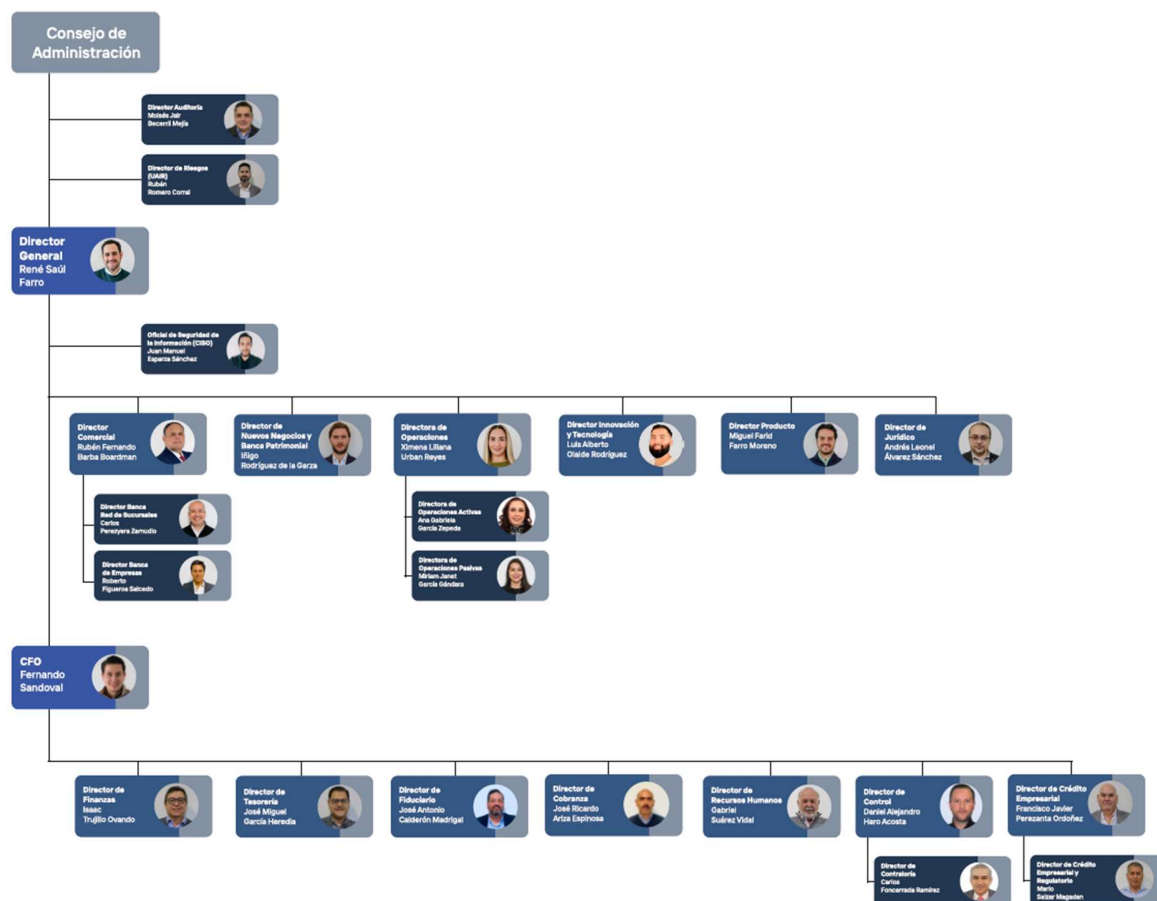 Consejo de
Administración
Director Auditoría
Moisés Jair
Becerril Mejía
Director de Riesgos
(UAIR)
Rubén
Romero Corral
Director
General
René Saúl
Farro
Oficial de Seguridad de
la Información (CISO)
Juan Manuel
Esparza Sánchez
Director
Comercial
Rubén Fernando
Barba Boardman
Director de
Nuevos Negocios y
Banca Patrimonial
Iñigo
Rodríguez de la Garza
Directora de
Operaciones
Ximena Liliana
Urban Reyes
Director Innovación
y Tecnología
Luis Alberto
Olaide Rodríguez
Director Producto
Miguel Farid
Ferro Moreno
Director de
Jurídico
Andrés Leonel
Álvarez Sánchez
Director Banca
Red de Sucursales
Carlos
Perezyera Zamudio
Director Banca
de Empresas
Roberto
Figueroa Salcedo
Directora de
Operaciones Activas
Ana Gabriela
García Zepeda
Directora de
Operaciones Pasivas
Miriam Janet
García Gándara
CFO
Fernando
Sandoval
Director de
Finanzas
Isaac
Trujillo Ovando
Director de
Tesorería
José Miguel
García Heredia
Director de
Fiduciario
José Antonio
Calderón Madrigal
Director de
Cobranza
José Ricardo
Ariza Espinosa
Director de
Recursos Humanos
Gabriel
Suárez Vidal
Director de
Control
Daniel Alejandro
Haro Acosta
Director de Crédito
Empresarial
Francisco Javier
Perezanta Ordoñez
Director de
Contraloría
Carlos
Foncerrada Ramírez
Director de Crédito
Empresarial y
Regulatorio
Mario
Salzar Magadan